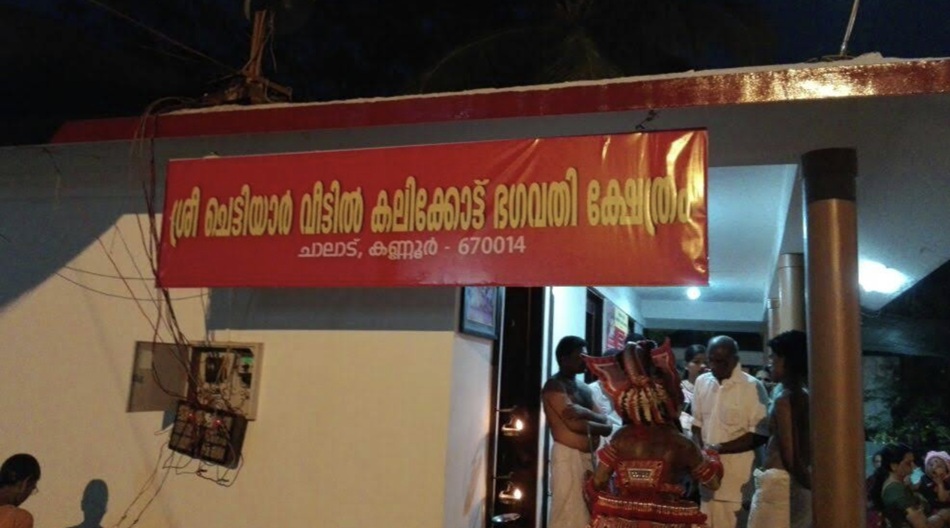 ശ്രീ ചെട്ടിയാർ വീട്ടിൽ കലിക്കോട്ട് ഭഗവതി ക്ഷേത്രം
ചാലാട്, കണ്ണൂർ - 670014